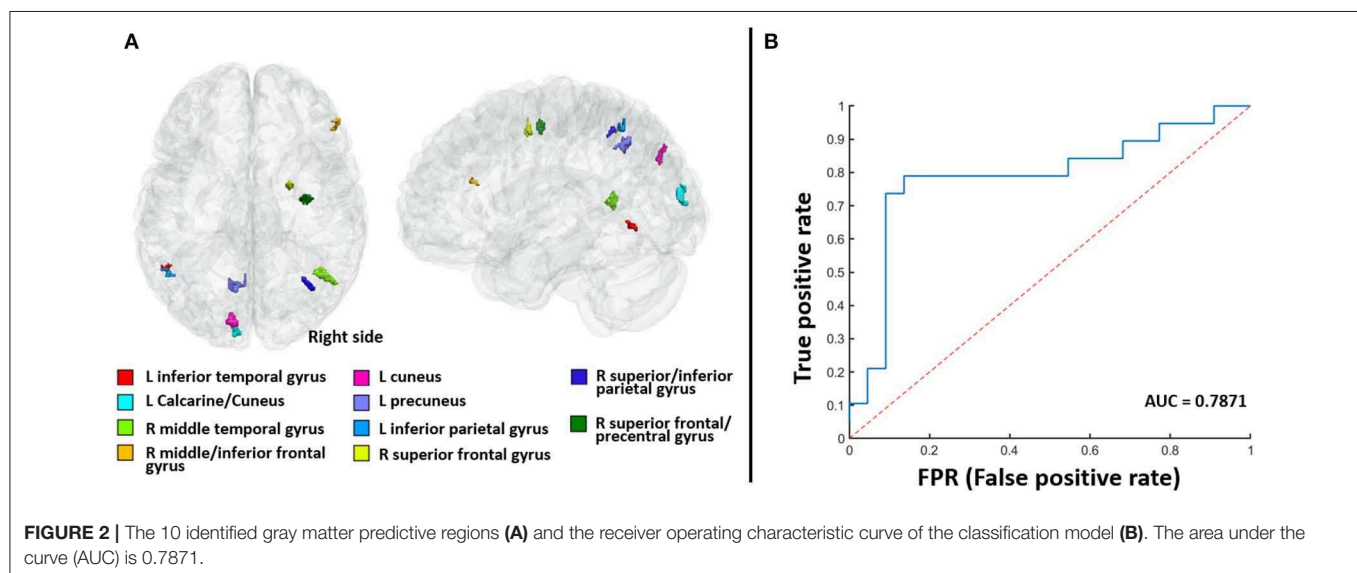 A
Right side
L inferior temporal gyrus
L Calcarine/Cuneus
R middle temporal gyrus
R middle/inferior frontal
gyrus
L cuneus
L precuneus
L inferior parietal gyrus
R superior frontal gyrus
R superior/inferior
parietal gyrus
R superior frontal/
precentral gyrus
B
True positive rate
1
0.9
0.8
0.7
0.6
0.5
0.4
0.3
0.2
0.1
0
0 0.2 0.4 0.6 0.8 1
AUC = 0.7871
FPR (False positive rate)
FIGURE 2 | The 10 identified gray matter predictive regions (A) and the receiver operating characteristic curve of the classification model (B). The area under the
curve (AUC) is 0.7871.